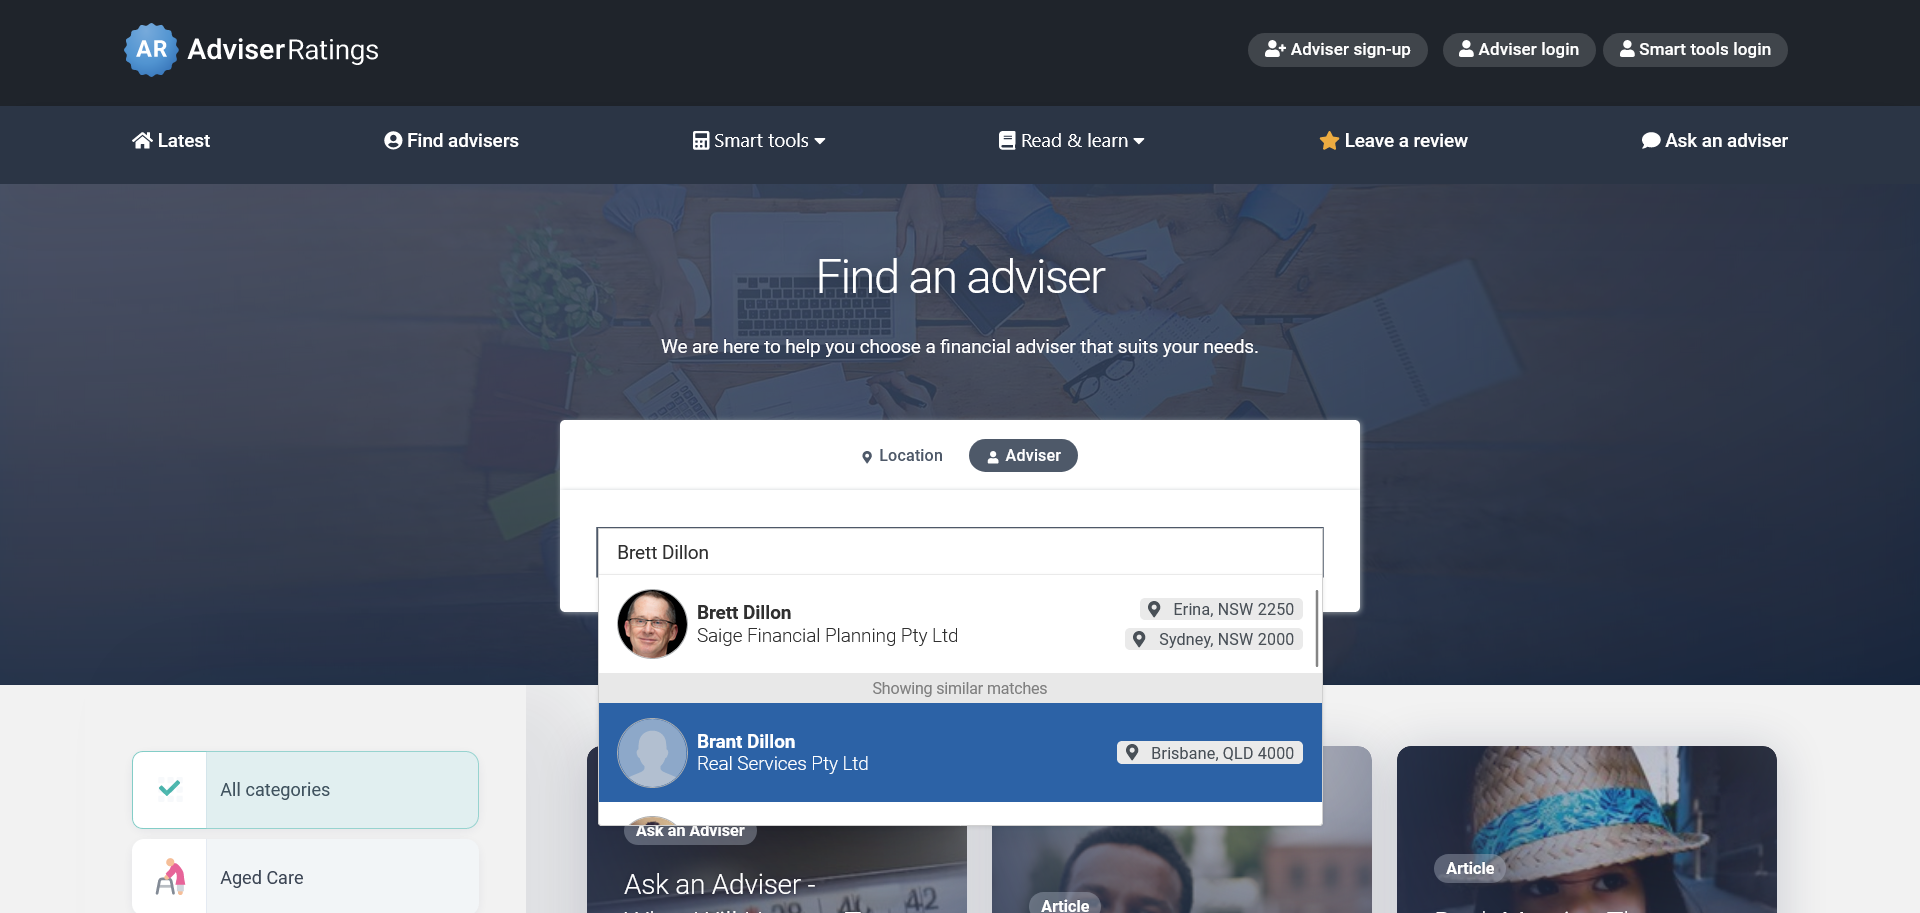 AR AdviserRatings
Adviser sign-up
Adviser login
Smart tools login
Latest
Find advisers
Smart tools
Read & learn
Leave a review
Ask an adviser
Find an adviser
We are here to help you choose a financial adviser that suits your needs.
Location
Adviser
Brett Dillon
Brett Dillon
Saige Financial Planning Pty Ltd
Erina, NSW 2250
Sydney, NSW 2000
Showing similar matches
Brant Dillon
Real Services Pty Ltd
Brisbane, QLD 4000
All categories
Aged Care
Ask an Adviser
Ask an Adviser -
Article
Article